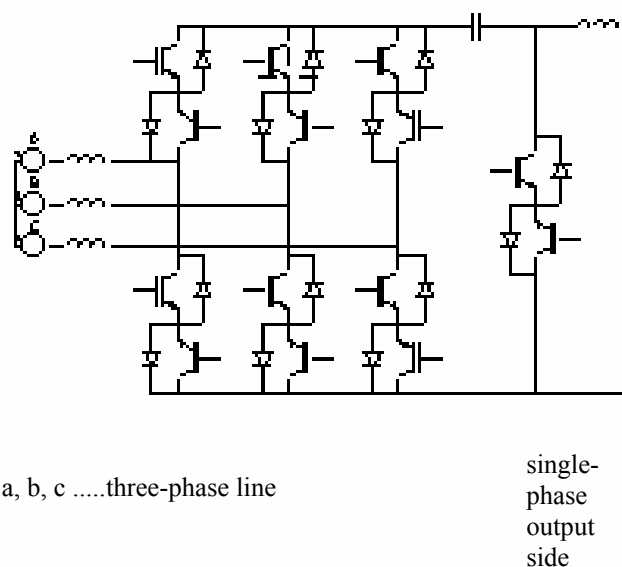 a, b, c .....three-phase line
single-
phase
output
side